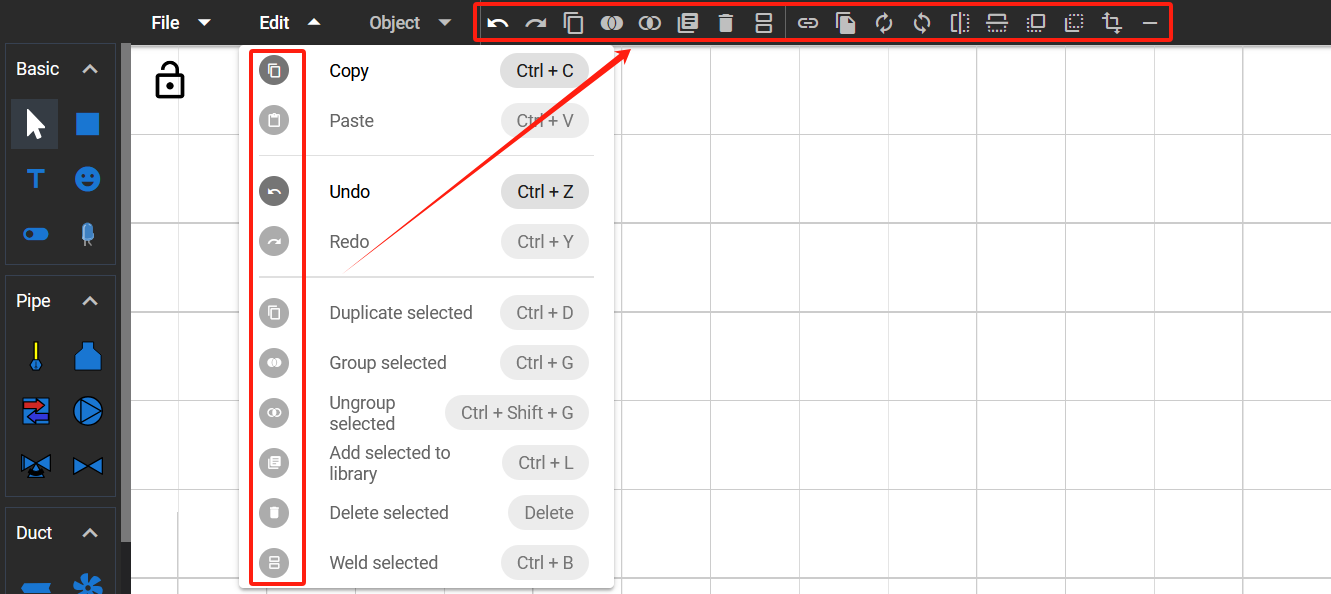 File
Edit
Object
Basic
T
Pipe
Duct
Copy
Ctrl + C
Paste
Ctrl + V
Undo
Ctrl + Z
Redo
Ctrl + Y
Duplicate selected
Ctrl + D
Group selected
Ctrl + G
Ungroup
selected
Ctrl + Shift + G
Add selected to
library
Ctrl + L
Delete selected
Delete
Weld selected
Ctrl + B